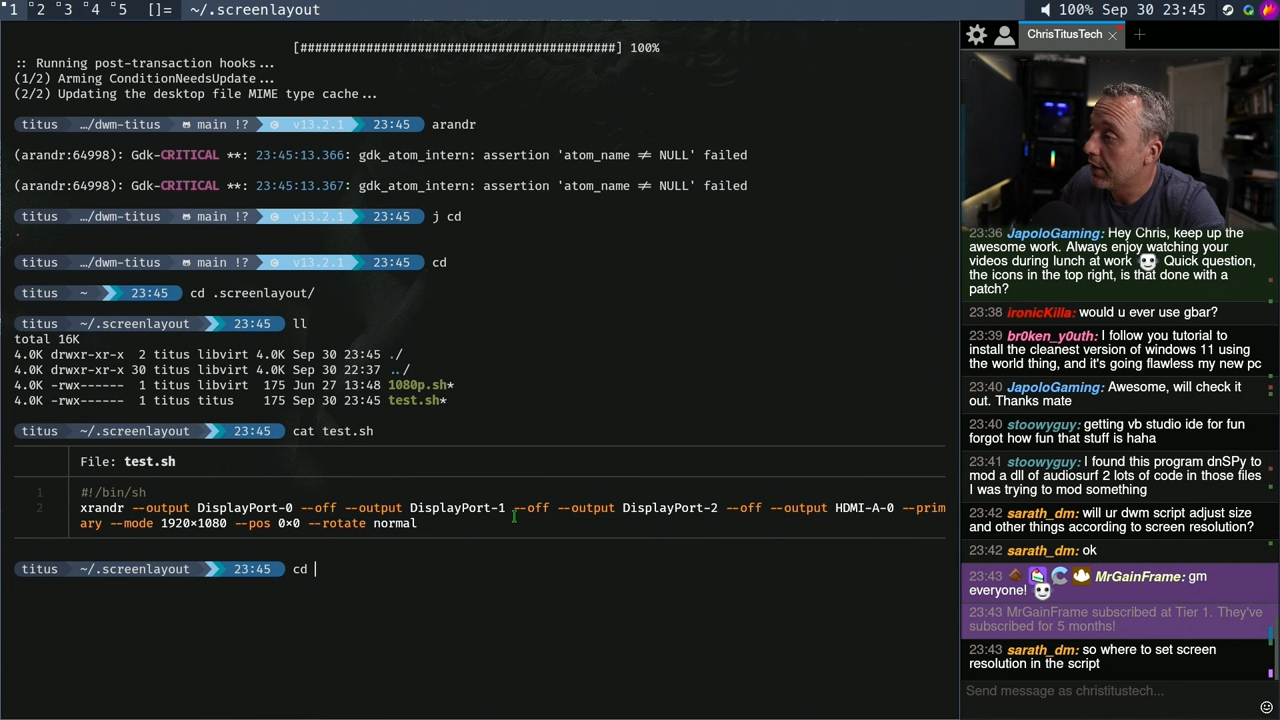 1 2 3 4 5 []= ~/.screenlayout
100% Sep 30 23:45
[###########################################] 100%
:: Running post-transaction hooks...
(1/2) Arming ConditionNeedsUpdate...
(2/2) Updating the desktop file MIME type cache...
titus …/dwm-titus main !? v13.2.1 23:45 arandr
(arandr:64998): Gdk-CRITICAL **: 23:45:13.366: gdk_atom_intern: assertion 'atom_name ≠ NULL' failed
(arandr:64998): Gdk-CRITICAL **: 23:45:13.367: gdk_atom_intern: assertion 'atom_name ≠ NULL' failed
titus …/dwm-titus main !? v13.2.1 23:45 j cd
.
titus …/dwm-titus main !? v13.2.1 23:45 cd
titus ~ 23:45 cd .screenlayout/
titus ~/.screenlayout 23:45 ll
total 16K
4.0K drwxr-xr-x 2 titus libvirt 4.0K Sep 30 23:45 ./
4.0K drwxr-xr-x 30 titus libvirt 4.0K Sep 30 22:37 ../
4.0K -rwx------ 1 titus libvirt 175 Jun 27 13:48 1080p.sh*
4.0K -rwx------ 1 titus titus 175 Sep 30 23:45 test.sh*
titus ~/.screenlayout 23:45 cat test.sh
File: test.sh
1 #!/bin/sh
2 xrandr --output DisplayPort-0 --off --output DisplayPort-1 --off --output DisplayPort-2 --off --output HDMI-A-0 --prim
ary --mode 1920×1080 --pos 0×0 --rotate normal
titus ~/.screenlayout 23:45 cd
ChrisTitusTech
23:36 JapoloGaming: Hey Chris, keep up the
awesome work. Always enjoy watching your
videos during lunch at work Quick question,
the icons in the top right, is that done with a
patch?
23:38 ironicKilla: would u ever use gbar?
23:39 br0ken_y0uth: I follow you tutorial to
install the cleanest version of windows 11 using
the world thing, and it's going flawless my new pc
23:40 JapoloGaming: Awesome, will check it
out. Thanks mate
23:40 stoowyguy: getting vb studio ide for fun
forgot how fun that stuff is haha
23:41 stoowyguy: I found this program dnSPy to
mod a dll of audiosurf 2 lots of code in those files
I was trying to mod something
23:42 sarath_dm: will ur dwm script adjust size
and other things according to screen resolution?
23:42 sarath_dm: ok
23:43 MrGainFrame: gm
everyone!
23:43 MrGainFrame subscribed at Tier 1. They've
subscribed for 5 months!
23:43 sarath_dm: so where to set screen
resolution in the script
Send message as christitustech...